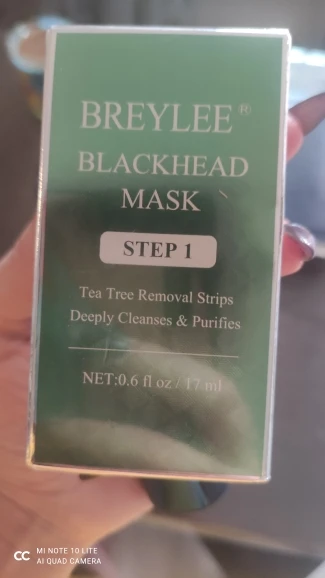 BREYLEE®
BLACKHEAD
MASK
STEP 1
Tea Tree Removal Strips
Deeply Cleanses & Purifies
NET:0.6 fl oz / 17 ml
MI NOTE 10 LITE
AI QUAD CAMERA